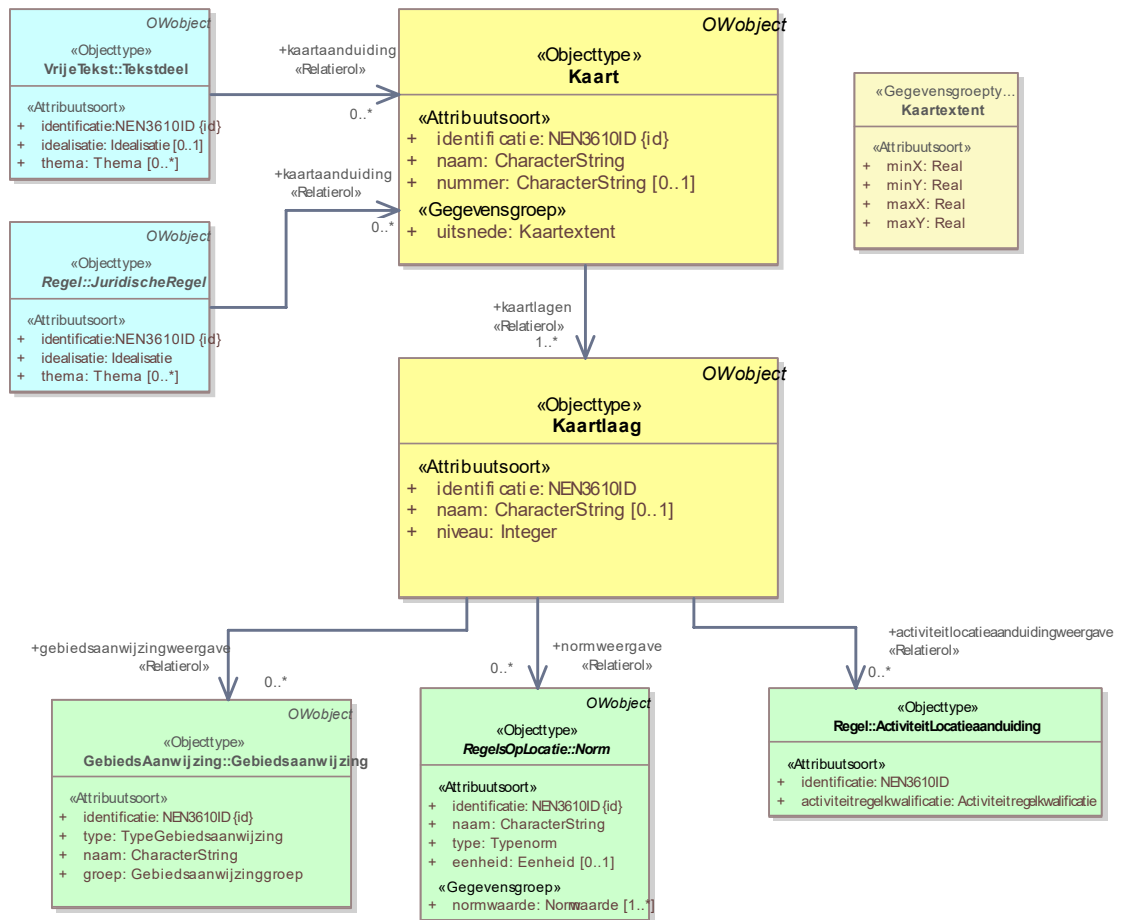 OWobject
«Objecttype»
VrijeTekst::Tekstdeel
«Attribuutsoort»
+ identificatie:NEN3610ID {id}
+ idealisatie: Idealisatie [0..1]
+ thema: Thema [0..*]
+kaartaanduiding
«Relatierol»
0..*
OWobject
«Objecttype»
Kaart
«Attribuutsoort»
+ identificatie: NEN3610ID {id}
+ naam: CharacterString
+ nummer: CharacterString [0..1]
«Gegevensgroep»
+ uitsnede: Kaartextent
«Gegevensgroepty...
Kaartextent
«Attribuutsoort»
+ minX: Real
+ minY: Real
+ maxX: Real
+ maxY: Real
+kaartaanduiding
«Relatierol»
0..*
OWobject
«Objecttype»
Regel::JuridischeRegel
«Attribuutsoort»
+ identificatie:NEN3610ID {id}
+ idealisatie: Idealisatie
+ thema: Thema [0..*]
+kaartlagen
«Relatierol»
1..*
OWobject
«Objecttype»
Kaartlaag
«Attribuutsoort»
+ identificatie: NEN3610ID
+ naam: CharacterString [0..1]
+ niveau: Integer
+gebiedsaanwijzingweergave
«Relatierol»
0..*
+normweergave
«Relatierol»
0..*
+activiteitlocatieaanduidingweergave
«Relatierol»
0..*
OWobject
«Objecttype»
GebiedsAanwijzing::Gebiedsaanwijzing
«Attribuutsoort»
+ identificatie: NEN3610ID {id}
+ type: TypeGebiedsaanwijzing
+ naam: CharacterString
+ groep: Gebiedsaanwijzinggroep
OWobject
«Objecttype»
RegelsOpLocatie::Norm
«Attribuutsoort»
+ identificatie: NEN3610ID {id}
+ naam: CharacterString
+ type: Typenorm
+ eenheid: Eenheid [0..1]
«Gegevensgroep»
+ normwaarde: Normwaarde [1..*]
«Objecttype»
Regel::ActiviteitLocatieaanduiding
«Attribuutsoort»
+ identificatie: NEN3610ID
+ activiteitregelkwalificatie: Activiteitregelkwalificatie